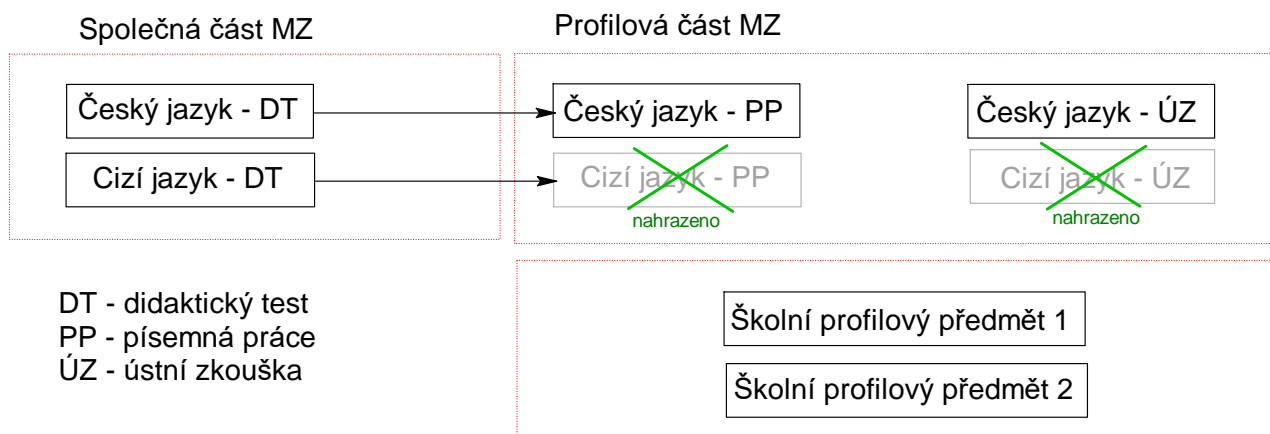 Společná část MZ
Profilová část MZ
Český jazyk - DT
Český jazyk - PP
Český jazyk - ÚZ
Cizí jazyk - DT
Cizí jazyk - PP
Cizí jazyk - ÚZ
nahrazeno
nahrazeno
DT - didaktický test
PP - písemná práce
ÚZ - ústní zkouška
Školní profilový předmět 1
Školní profilový předmět 2